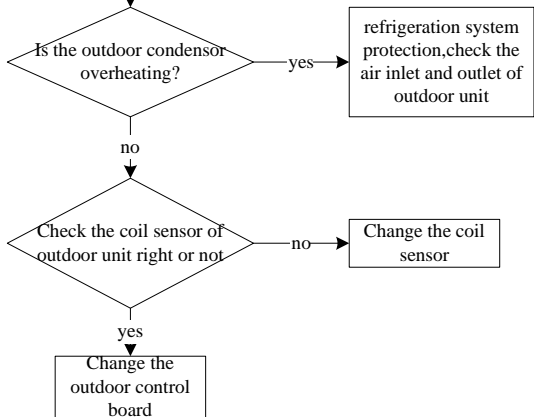 Is the outdoor condensor
overheating?
yes
refrigeration system
protection,check the
air inlet and outlet of
outdoor unit
no
Check the coil sensor of
outdoor unit right or not
no
Change the coil
sensor
yes
Change the
outdoor control
board